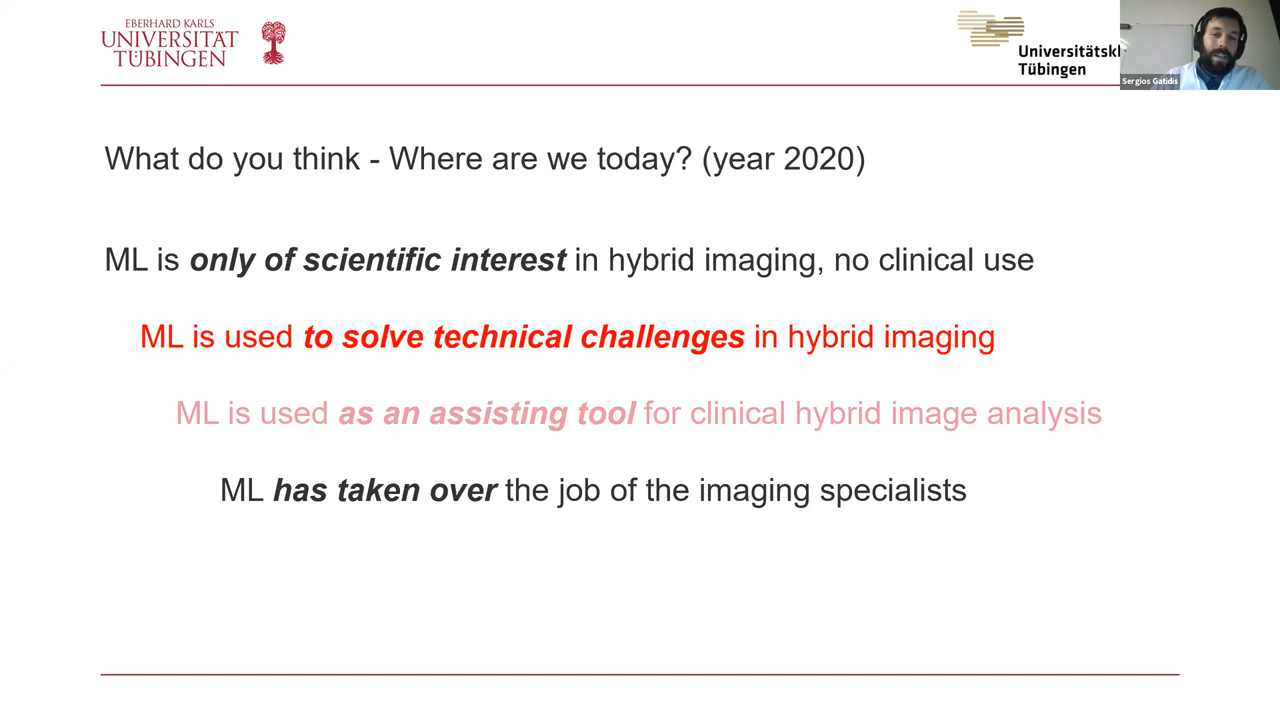 EBERHARD KARLS
UNIVERSITÄT
TÜBINGEN
Universitätskl
Tübingen
Sergios Gatidis
What do you think - Where are we today? (year 2020)
ML is only of scientific interest in hybrid imaging, no clinical use
ML is used to solve technical challenges in hybrid imaging
ML is used as an assisting tool for clinical hybrid image analysis
ML has taken over the job of the imaging specialists